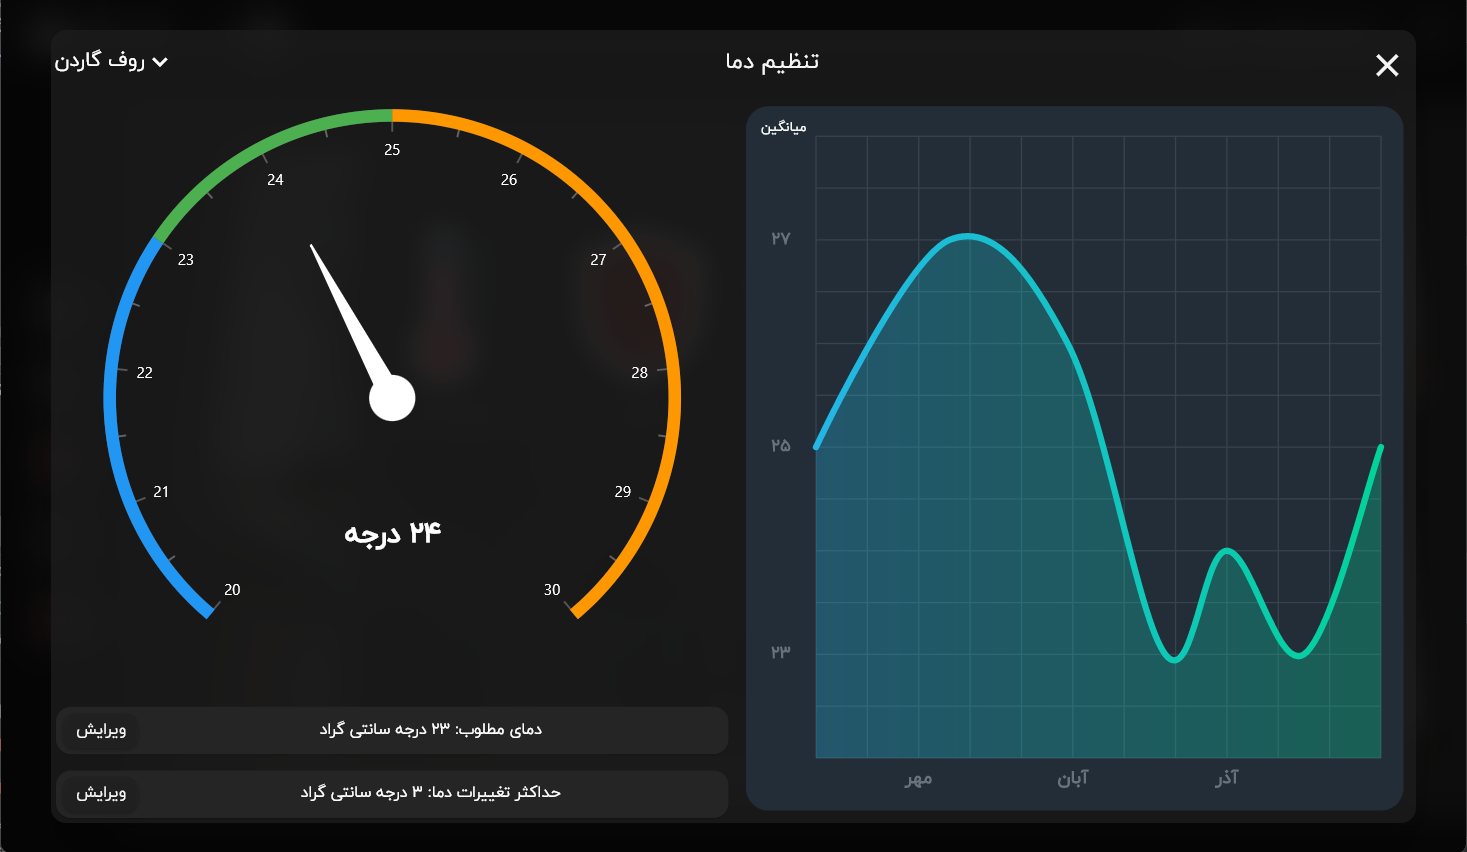 تنظیم دما
روف گاردن
میانگین
۲۷
۲۵
۲۳
مهر
آبان
آذر
20
21
22
23
24
25
26
27
28
29
30
۲۴ درجه
دمای مطلوب: ۲۳ درجه سانتی گراد
ویرایش
حداکثر تغییرات دما: ۳ درجه سانتی گراد
ویرایش